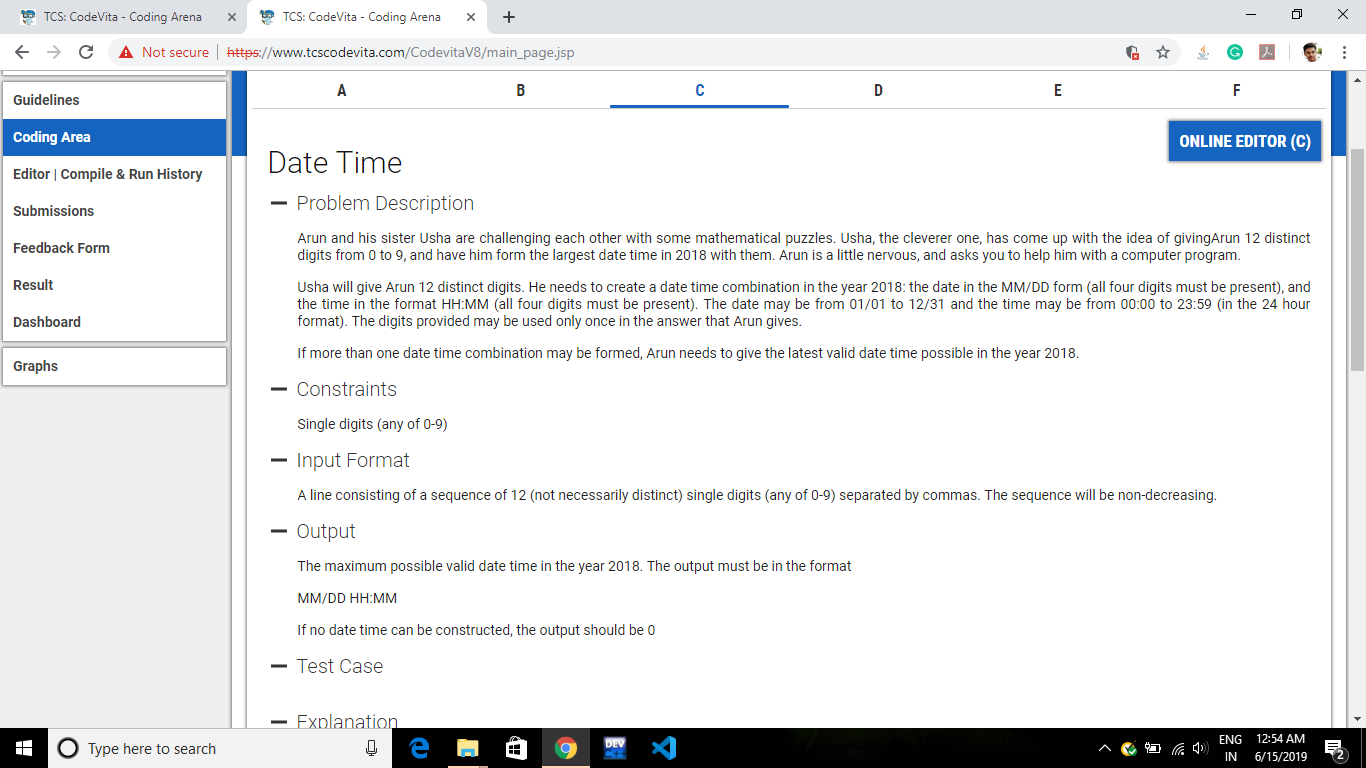 TCS: CodeVita - Coding Arena
TCS: CodeVita - Coding Arena
Not secure | https://www.tcscodevita.com/CodevitaV8/main_page.jsp
Guidelines
Coding Area
Editor | Compile & Run History
Submissions
Feedback Form
Result
Dashboard
Graphs
A B C D E F
ONLINE EDITOR (C)
Date Time
Problem Description
Arun and his sister Usha are challenging each other with some mathematical puzzles. Usha, the cleverer one, has come up with the idea of givingArun 12 distinct
digits from 0 to 9, and have him form the largest date time in 2018 with them. Arun is a little nervous, and asks you to help him with a computer program.
Usha will give Arun 12 distinct digits. He needs to create a date time combination in the year 2018: the date in the MM/DD form (all four digits must be present), and
the time in the format HH:MM (all four digits must be present). The date may be from 01/01 to 12/31 and the time may be from 00:00 to 23:59 (in the 24 hour
format). The digits provided may be used only once in the answer that Arun gives.
If more than one date time combination may be formed, Arun needs to give the latest valid date time possible in the year 2018.
Constraints
Single digits (any of 0-9)
Input Format
A line consisting of a sequence of 12 (not necessarily distinct) single digits (any of 0-9) separated by commas. The sequence will be non-decreasing.
Output
The maximum possible valid date time in the year 2018. The output must be in the format
MM/DD HH:MM
If no date time can be constructed, the output should be 0
Test Case
Explanation
Type here to search
DEV
ENG
IN
12:54 AM
6/15/2019
2